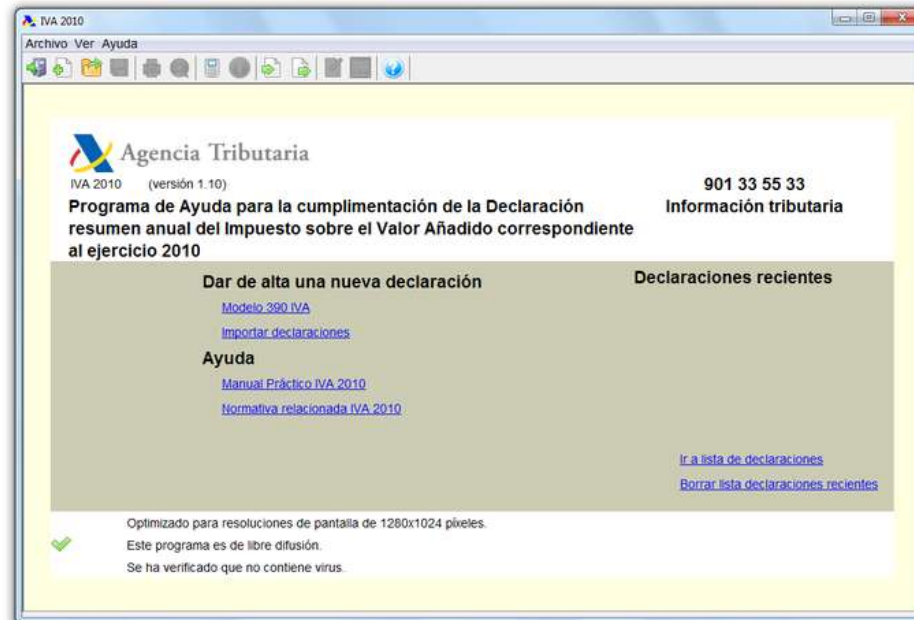 IVA 2010
Archivo Ver Ayuda
Agencia Tributaria
IVA 2010 (versión 1.10)
901 33 55 33
Información tributaria
Programa de Ayuda para la cumplimentación de la Declaración
resumen anual del Impuesto sobre el Valor Añadido correspondiente
al ejercicio 2010
Dar de alta una nueva declaración
Modelo 390 IVA
Importar declaraciones
Ayuda
Manual Práctico IVA 2010
Normativa relacionada IVA 2010
Declaraciones recientes
Ir a lista de declaraciones
Borrar lista declaraciones recientes
Optimizado para resoluciones de pantalla de 1280x1024 píxeles.
Este programa es de libre difusión.
Se ha verificado que no contiene virus.